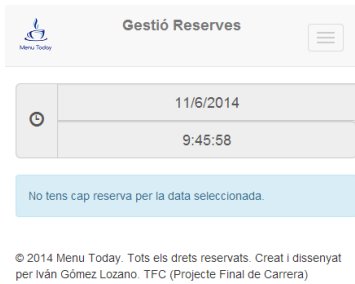 Menu Today
Gestió Reserves
11/6/2014
9:45:58
No tens cap reserva per la data seleccionada.
© 2014 Menu Today. Tots els drets reservats. Creat i dissenyat
per Iván Gómez Lozano. TFC (Projecte Final de Carrera)